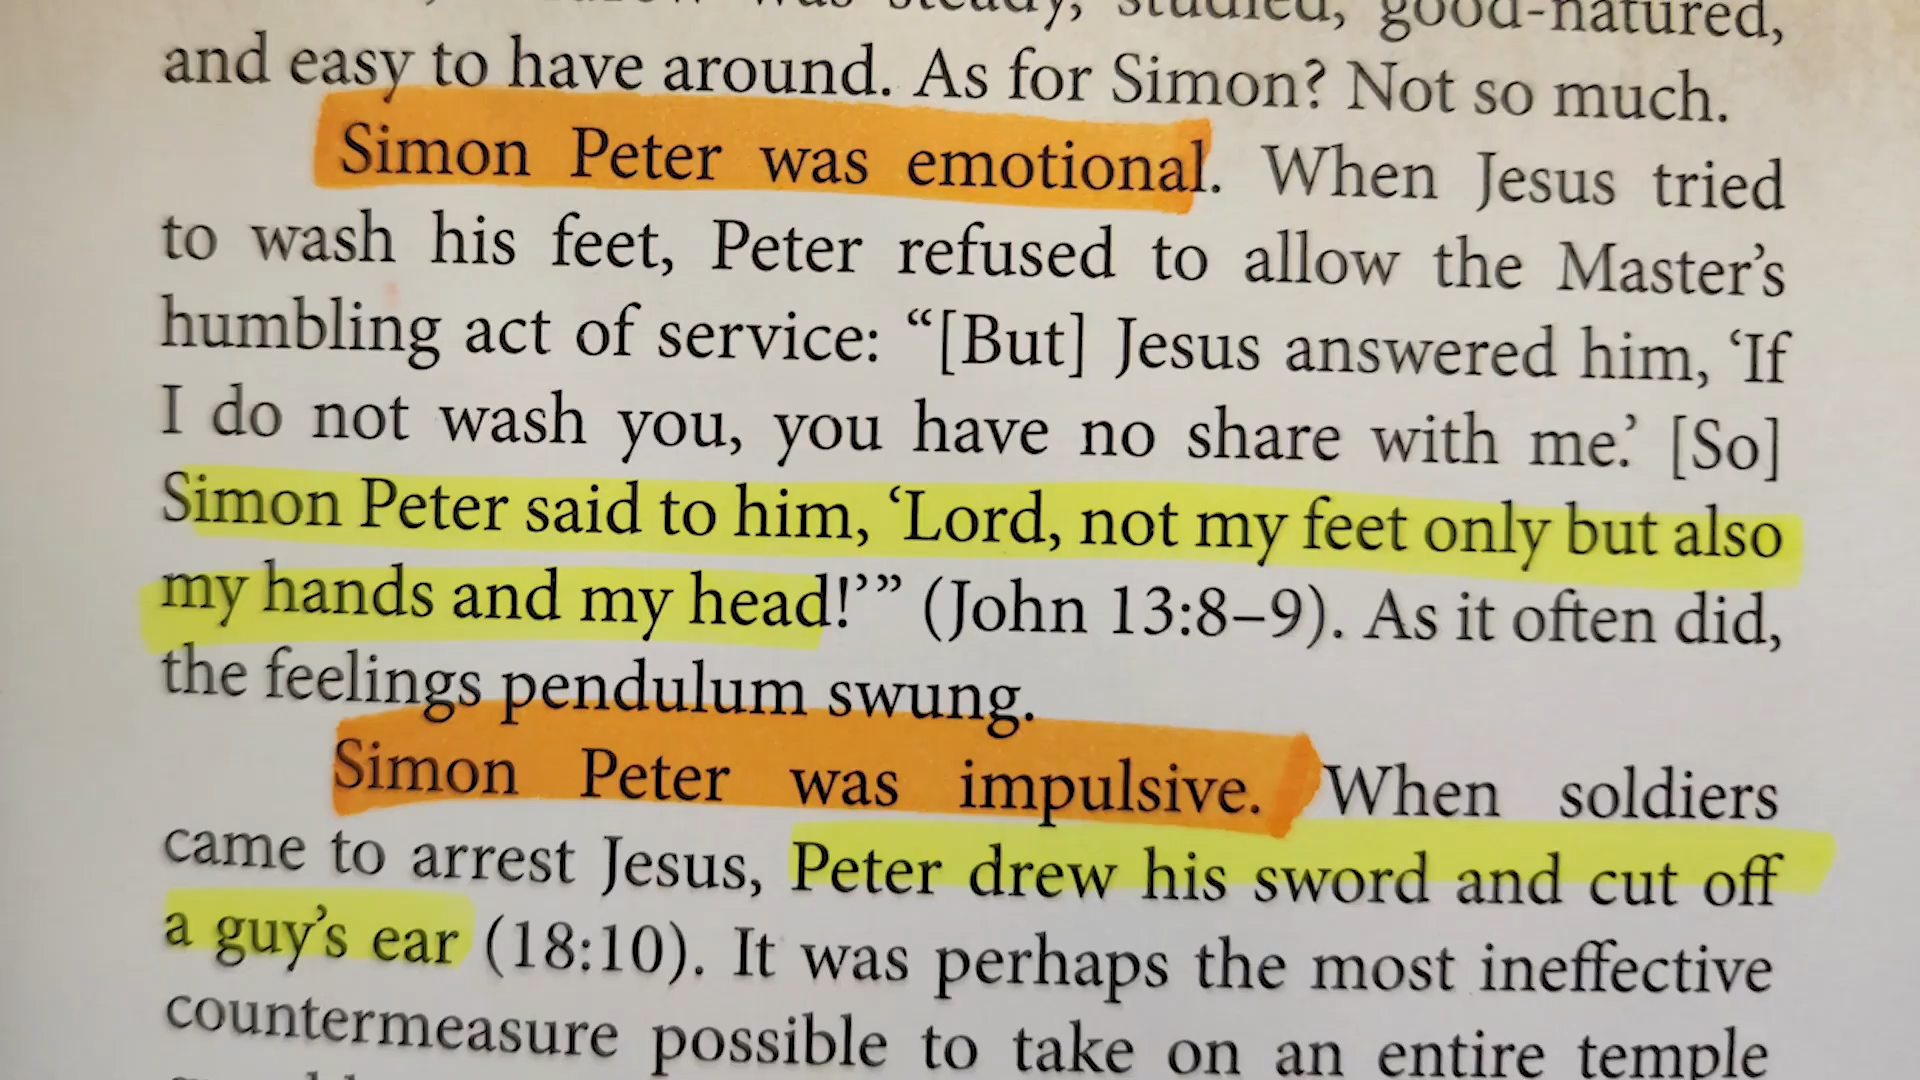 was steady, studied, good-natured,
and easy to have around. As for Simon? Not so much.
Simon Peter was emotional. When Jesus tried
to wash his feet, Peter refused to allow the Master’s
humbling act of service: “[But] Jesus answered him, ‘If
I do not wash you, you have no share with me.’ [So]
Simon Peter said to him, ‘Lord, not my feet only but also
my hands and my head!’” (John 13:8–9). As it often did,
the feelings pendulum swung.
Simon Peter was impulsive. When soldiers
came to arrest Jesus, Peter drew his sword and cut off
a guy’s ear (18:10). It was perhaps the most ineffective
countermeasure possible to take on an entire temple